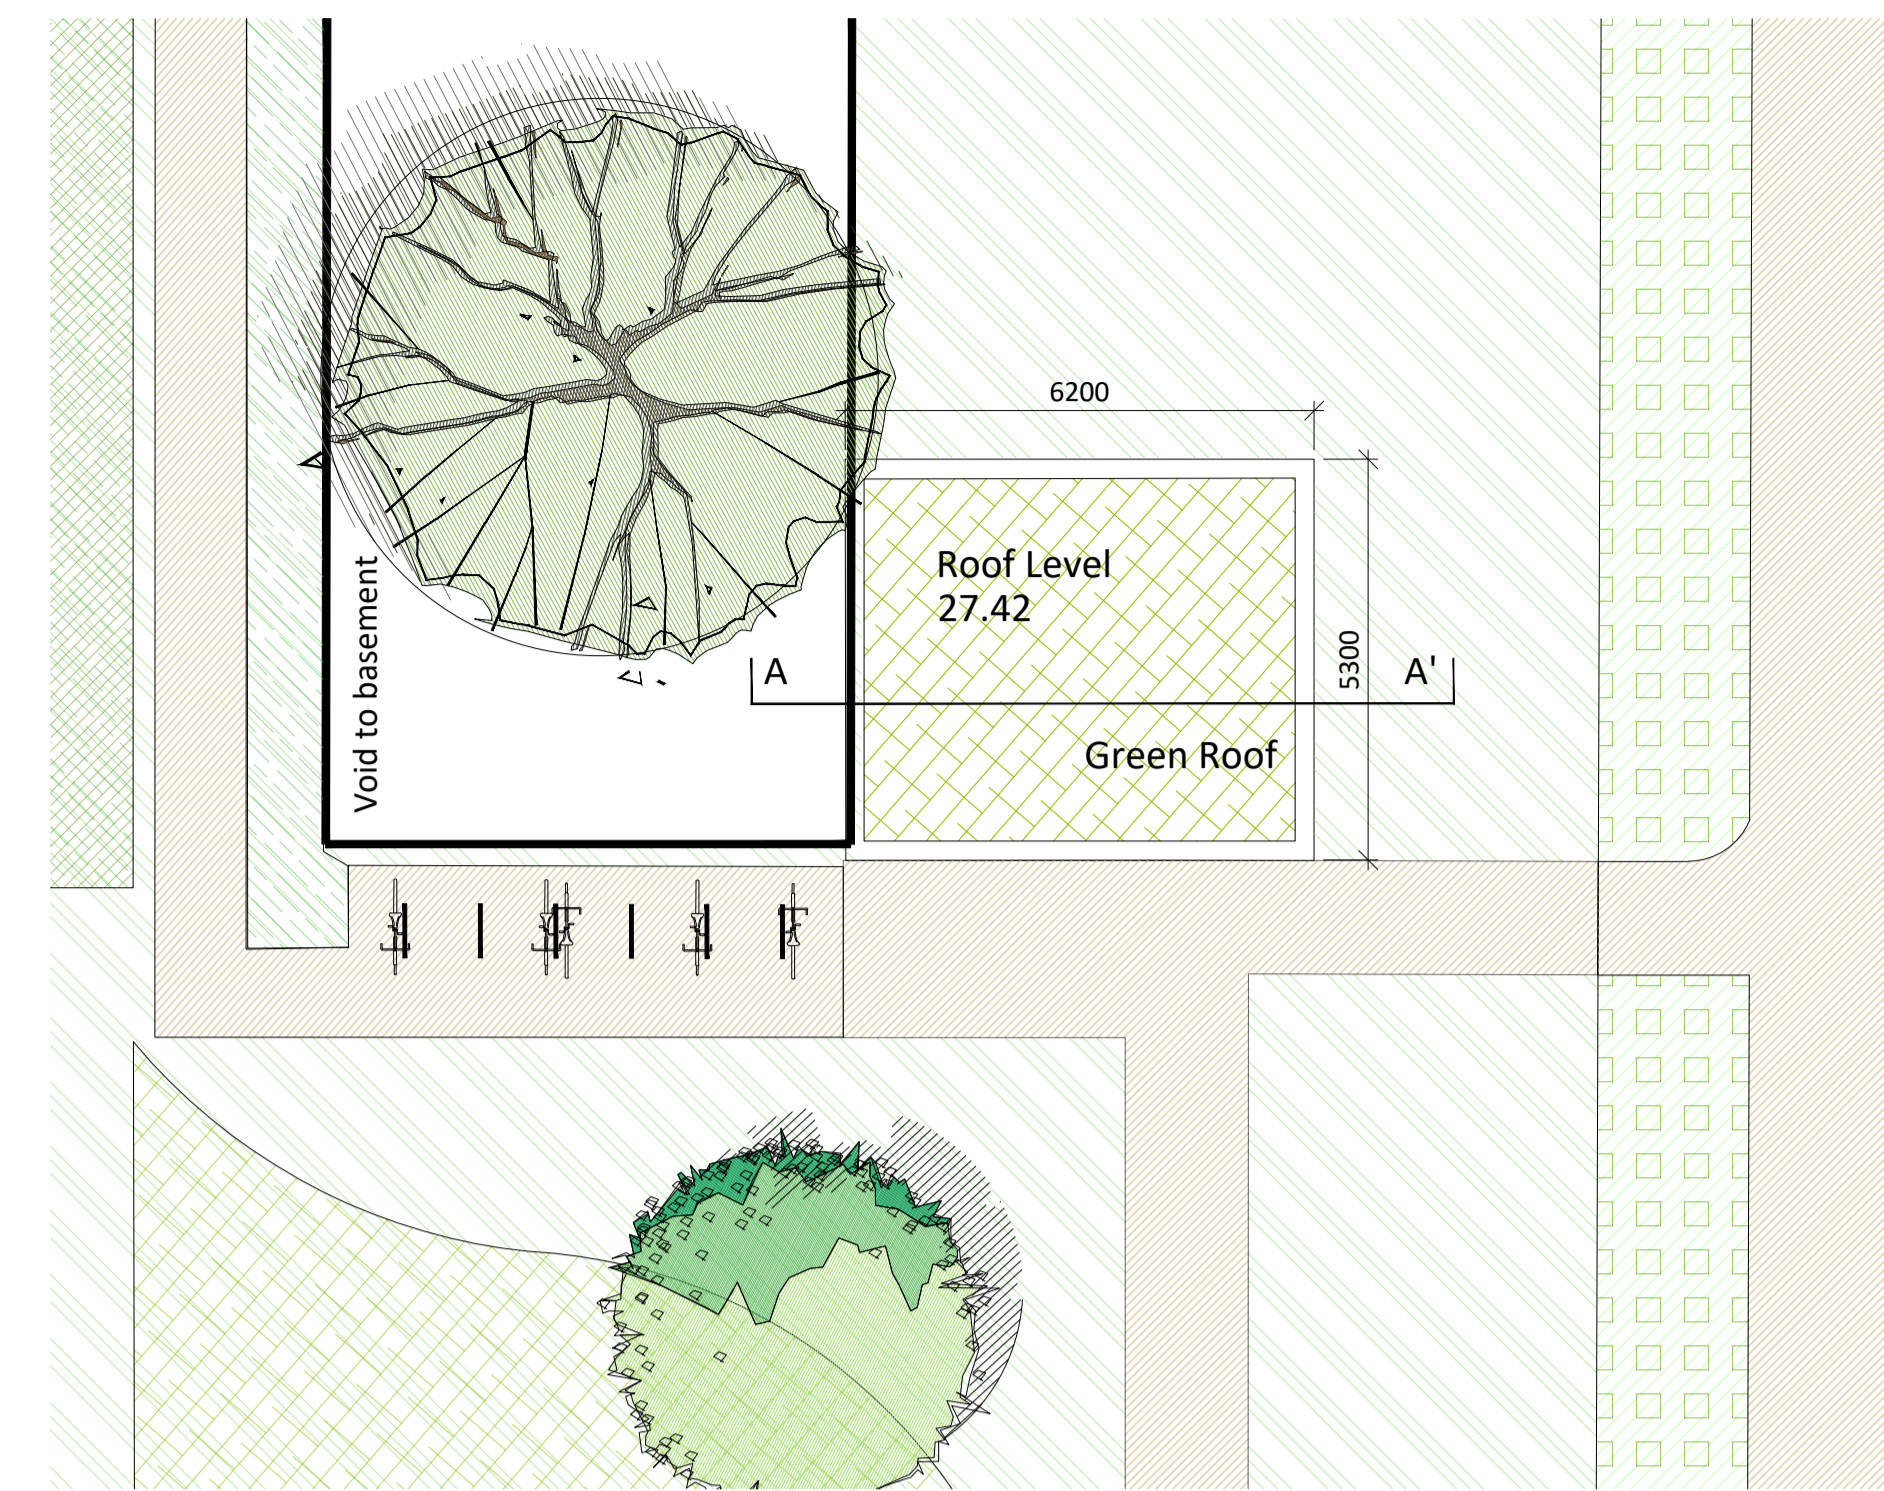 6200
Roof Level
27.42
5300
A
A'
Void to basement
Green Roof